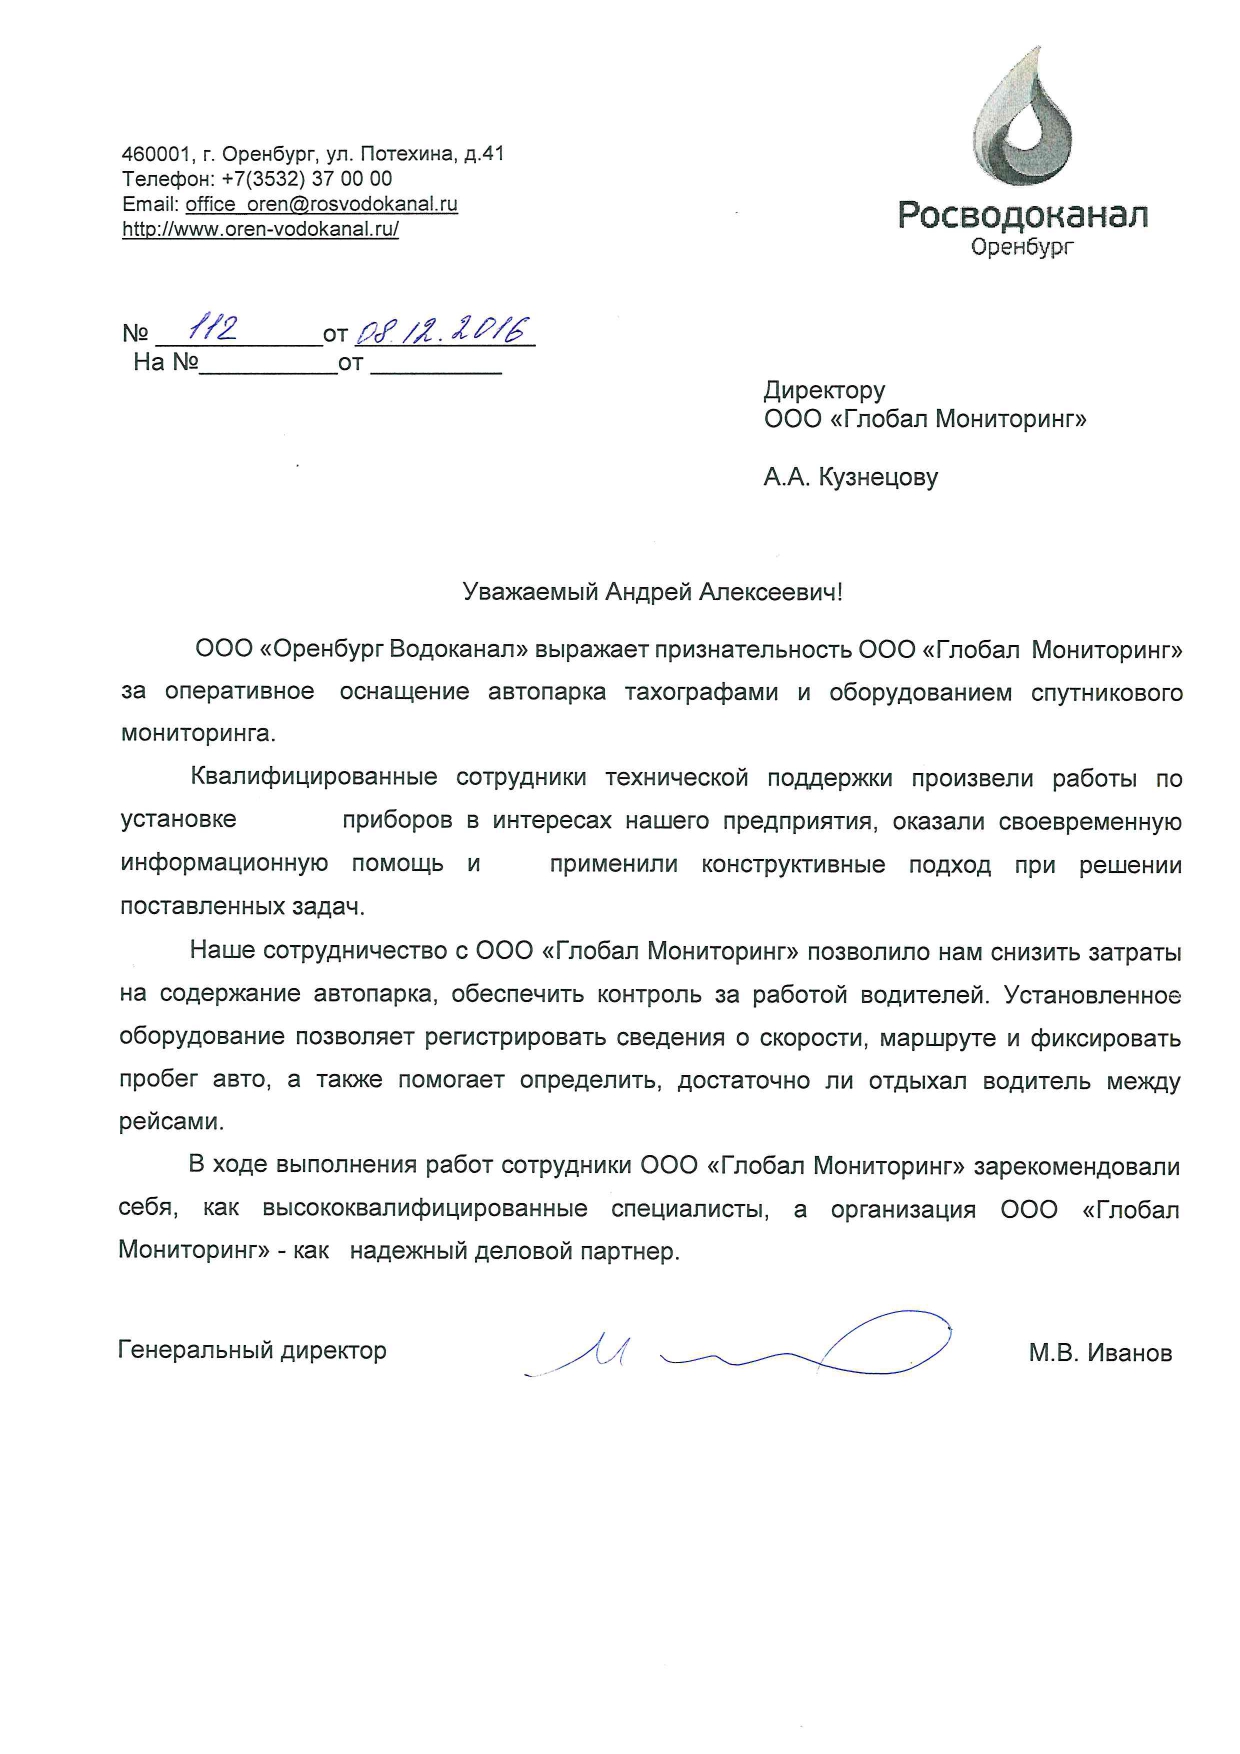 460001, г. Оренбург, ул. Потехина, д.41
Телефон: +7(3532) 37 00 00
Email: office_oren@rosvodokanal.ru
http://www.oren-vodokanal.ru/
Росводоканал
Оренбург
№ 112 от 08.12.2016
На №__________от _________
Директору
ООО «Глобал Мониторинг»
А.А. Кузнецову
Уважаемый Андрей Алексеевич!
ООО «Оренбург Водоканал» выражает признательность ООО «Глобал Мониторинг»
за оперативное оснащение автопарка тахографами и оборудованием спутникового
мониторинга.
Квалифицированные сотрудники технической поддержки произвели работы по
установке приборов в интересах нашего предприятия, оказали своевременную
информационную помощь и применили конструктивные подход при решении
поставленных задач.
Наше сотрудничество с ООО «Глобал Мониторинг» позволило нам снизить затраты
на содержание автопарка, обеспечить контроль за работой водителей. Установленное
оборудование позволяет регистрировать сведения о скорости, маршруте и фиксировать
пробег авто, а также помогает определить, достаточно ли отдыхал водитель между
рейсами.
В ходе выполнения работ сотрудники ООО «Глобал Мониторинг» зарекомендовали
себя, как высококвалифицированные специалисты, а организация ООО «Глобал
Мониторинг» - как надежный деловой партнер.
Генеральный директор М.В. Иванов